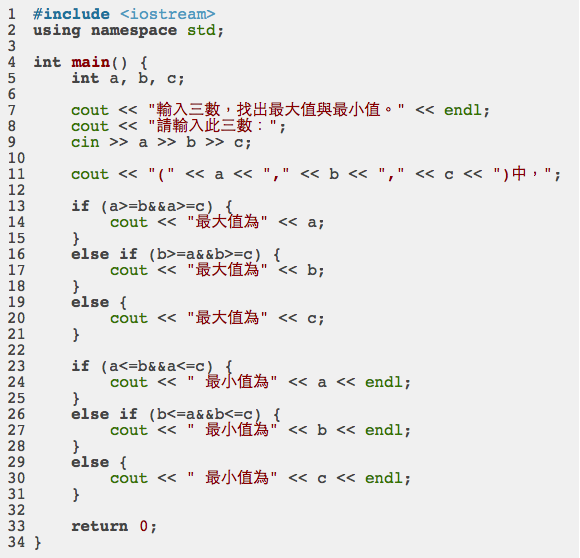 1 #include <iostream>
2 using namespace std;
3
4 int main() {
5     int a, b, c;
6
7     cout << "輸入三數，找出最大值與最小值。" << endl;
8     cout << "請輸入此三數：";
9     cin >> a >> b >> c;
10
11     cout << "(" << a << "," << b << "," << c << ")中，";
12
13     if (a>=b&&a>=c) {
14         cout << "最大值為" << a;
15     }
16     else if (b>=a&&b>=c) {
17         cout << "最大值為" << b;
18     }
19     else {
20         cout << "最大值為" << c;
21     }
22
23     if (a<=b&&a<=c) {
24         cout << " 最小值為" << a << endl;
25     }
26     else if (b<=a&&b<=c) {
27         cout << " 最小值為" << b << endl;
28     }
29     else {
30         cout << " 最小值為" << c << endl;
31     }
32
33     return 0;
34 }